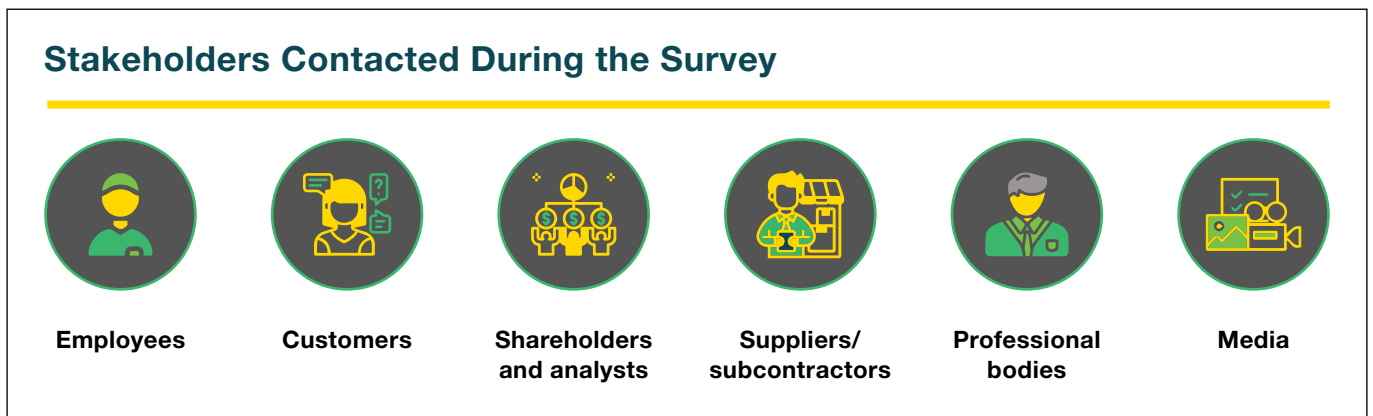 Stakeholders Contacted During the Survey
Employees
Customers
Shareholders
and analysts
Suppliers/
subcontractors
Professional
bodies
Media